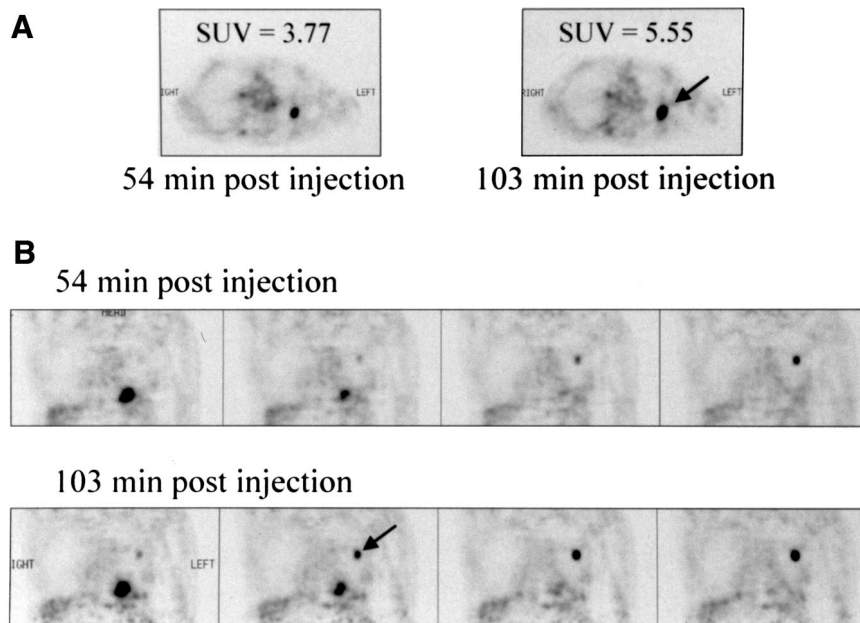 A
SUV = 3.77
SUV = 5.55
IGHT
LEFT
RIGHT
LEFT
54 min post injection
103 min post injection
B
54 min post injection
HEAD
103 min post injection
IGHT
LEFT